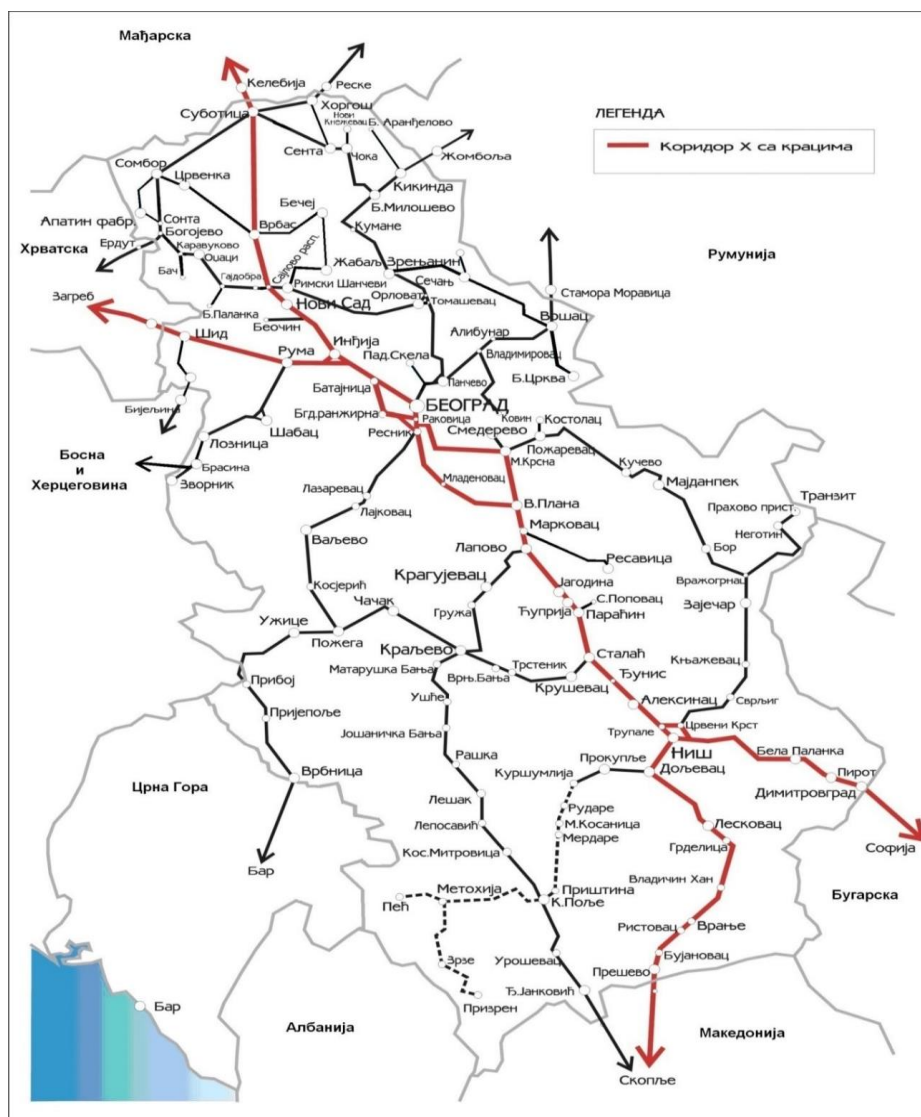 Мађарска
Келебија
Реске
Суботица
Хоргош
Нови
Кнежевац
Б. Аранђелово
ЛЕГЕНДА
Коридор X са крацима
Сента
Чока
Жомбоља
Сомбор
Црвенка
Кикинда
Бечеј
Б.Милошево
Апатин фабр.
Сонта
Врбас
Кумане
Богојево
Хрватска
Ердут
Каравуково
Оџаци
Сајлово расп.
Жабаљ
Зрењанин
Румунија
Бач
Гајдобра
Римски Шанчеви
Сечањ
Загреб
Б.Паланка
Нови Сад
Орловат
Томашевац
Стамора Моравица
Беочин
Вршац
Шид
Алибунар
Инђија
Рума
Пад.Скела
Владимировац
Б.Црква
Батајница
Панчево
Бијељина
БЕОГРАД
Бгд.ранжирна
Раковица
Ковин
Костолац
Шабац
Ресник
Смедерево
Лозница
Пожаревац
М.Крсна
Босна
и
Херцеговина
Брасина
Зворник
Кучево
Младеновац
Мајданпек
Лазаревац
Транзит
Прахово прист.
Лајковац
В.Плана
Марковац
Неготин
Ваљево
Лапово
Ресавица
Бор
Крагујевац
Јагодина
Вражогрнац
Косјерић
С.Поповац
Чачак
Гружа
Ћуприја
Параћин
Зајечар
Ужице
Пожега
Краљево
Сталаћ
Матарушка Бања
Врњ.Бања
Трстеник
Књажевац
Прибој
Крушевац
Ђунис
Ушће
Алексинац
Сврљиг
Пријепоље
Јошаничка Бања
Трупале
Црвени Крст
Ниш
Бела Паланка
Црна Гора
Врбница
Рашка
Прокупље
Дољевац
Куршумлија
Пирот
Димитровград
Лешак
Рударе
Лепосавић
М.Косаница
Мердаре
Лесковац
Грделица
Софија
Бар
Кос.Митровица
Владичин Хан
Бугарска
Метохија
Приштина
Пећ
К.Поље
Ристовац
Врање
Зрзе
Урошевац
Бујановац
Прешево
Призрен
Ђ.Јанковић
Бар
Албанија
Македонија
Скопље